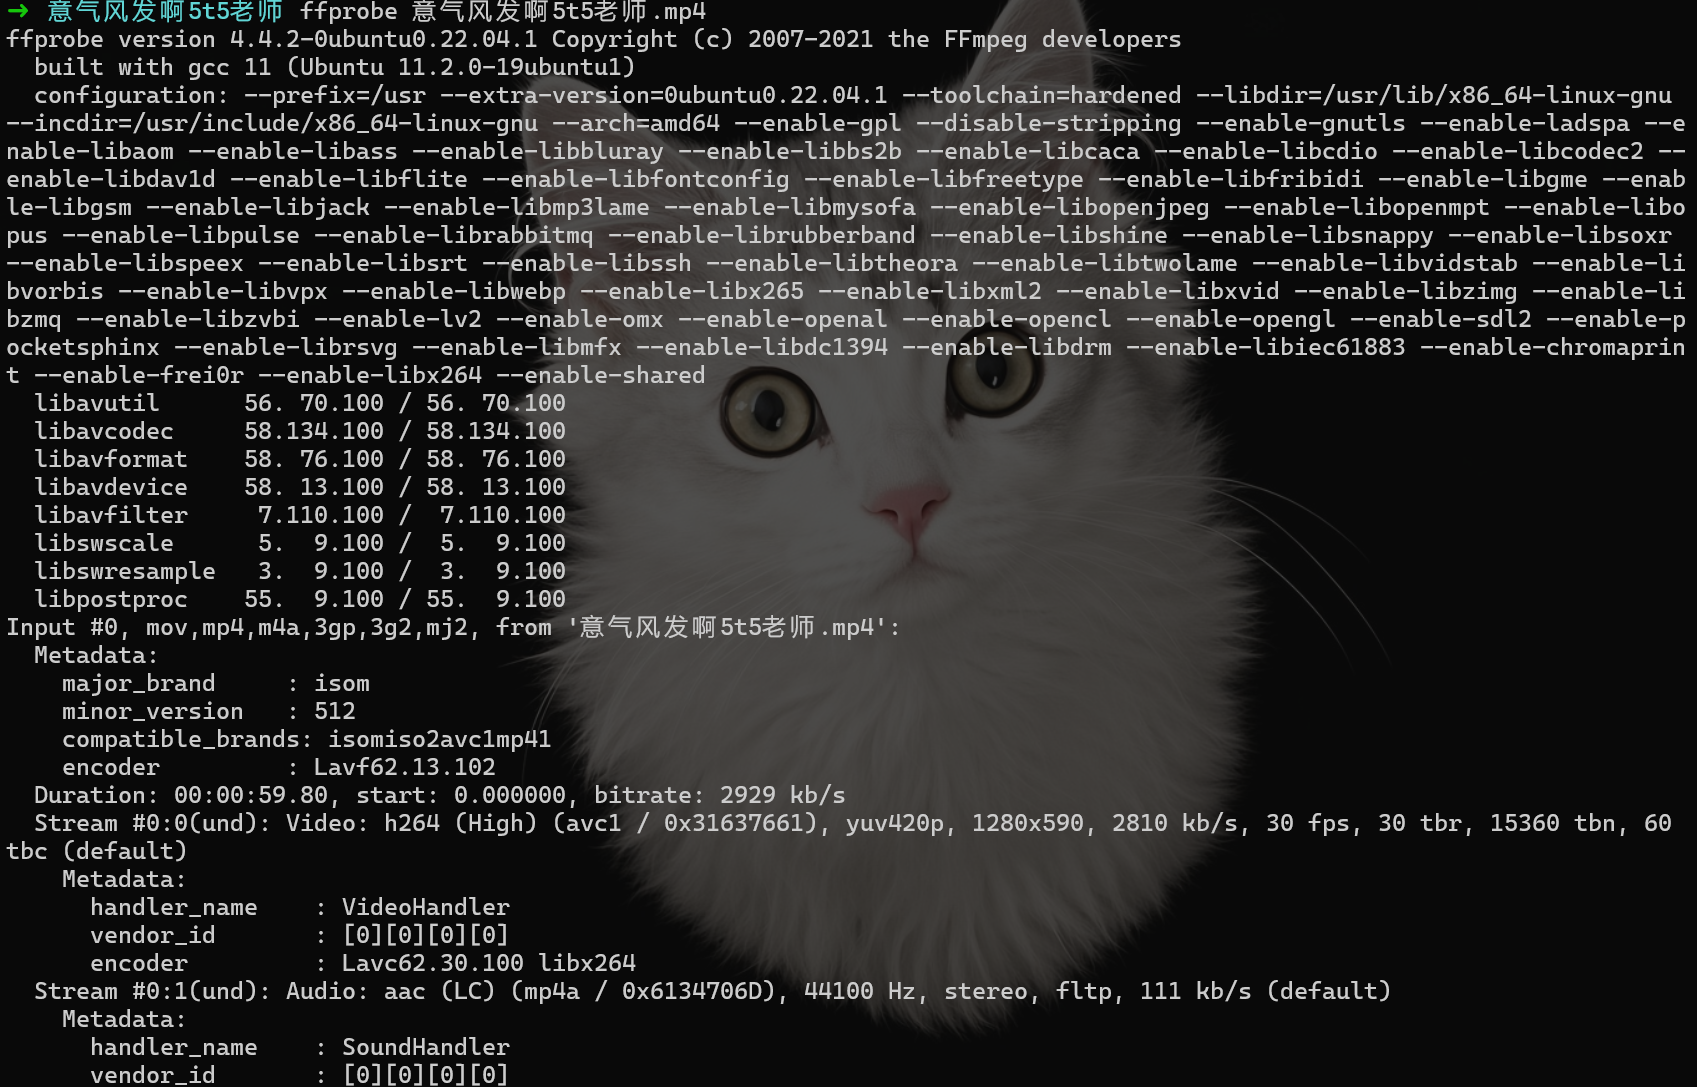 ➜ 意气风发啊5t5老师 ffprobe 意气风发啊5t5老师.mp4
ffprobe version 4.4.2-0ubuntu0.22.04.1 Copyright (c) 2007-2021 the FFmpeg developers
  built with gcc 11 (Ubuntu 11.2.0-19ubuntu1)
  configuration: --prefix=/usr --extra-version=0ubuntu0.22.04.1 --toolchain=hardened --libdir=/usr/lib/x86_64-linux-gnu
--incdir=/usr/include/x86_64-linux-gnu --arch=amd64 --enable-gpl --disable-stripping --enable-gnutls --enable-ladspa --e
nable-libaom --enable-libass --enable-libbluray --enable-libbs2b --enable-libcaca --enable-libcdio --enable-libcodec2 --
enable-libdav1d --enable-libflite --enable-libfontconfig --enable-libfreetype --enable-libfribidi --enable-libgme --enab
le-libgsm --enable-libjack --enable-libmp3lame --enable-libmysofa --enable-libopenjpeg --enable-libopenmpt --enable-libo
pus --enable-libpulse --enable-librabbitmq --enable-librubberband --enable-libshine --enable-libsnappy --enable-libsoxr
--enable-libspeex --enable-libsrt --enable-libssh --enable-libtheora --enable-libtwolame --enable-libvidstab --enable-li
bvorbis --enable-libvpx --enable-libwebp --enable-libx265 --enable-libxml2 --enable-libxvid --enable-libzimg --enable-li
bzmq --enable-libzvbi --enable-lv2 --enable-omx --enable-openal --enable-opencl --enable-opengl --enable-sdl2 --enable-p
ocketsphinx --enable-librsvg --enable-libmfx --enable-libdc1394 --enable-libdrm --enable-libiec61883 --enable-chromaprin
t --enable-frei0r --enable-libx264 --enable-shared
  libavutil      56. 70.100 / 56. 70.100
  libavcodec     58.134.100 / 58.134.100
  libavformat    58. 76.100 / 58. 76.100
  libavdevice    58. 13.100 / 58. 13.100
  libavfilter     7.110.100 /  7.110.100
  libswscale      5.  9.100 /  5.  9.100
  libswresample   3.  9.100 /  3.  9.100
  libpostproc    55.  9.100 / 55.  9.100
Input #0, mov,mp4,m4a,3gp,3g2,mj2, from '意气风发啊5t5老师.mp4':
  Metadata:
    major_brand     : isom
    minor_version   : 512
    compatible_brands: isomiso2avc1mp41
    encoder         : Lavf62.13.102
  Duration: 00:00:59.80, start: 0.000000, bitrate: 2929 kb/s
  Stream #0:0(und): Video: h264 (High) (avc1 / 0x31637661), yuv420p, 1280x590, 2810 kb/s, 30 fps, 30 tbr, 15360 tbn, 60
tbc (default)
    Metadata:
      handler_name    : VideoHandler
      vendor_id       : [0][0][0][0]
      encoder         : Lavc62.30.100 libx264
  Stream #0:1(und): Audio: aac (LC) (mp4a / 0x6134706D), 44100 Hz, stereo, fltp, 111 kb/s (default)
    Metadata:
      handler_name    : SoundHandler
      vendor_id       : [0][0][0][0]